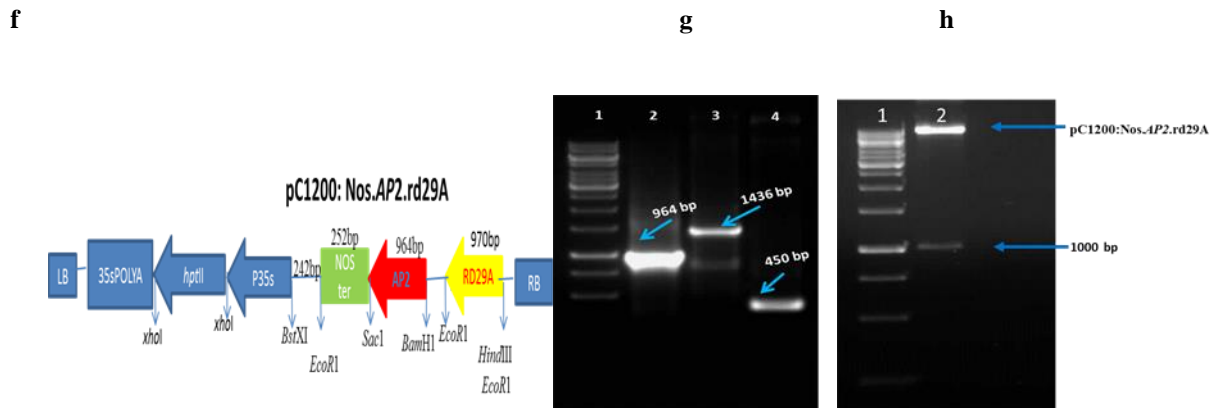 f
g
h
pC1200: Nos.AP2.rd29A
LB
35sPOLYA
hptII
P35s
242bp
252bp
NOS
ter
964bp
AP2
970bp
RD29A
RB
xhoI
xhoI
BstXI
EcoR1
Sac1
BamH1
EcoR1
HindIII
EcoR1
1
2
3
4
964 bp
1436 bp
450 bp
1
2
pC1200:Nos.AP2.rd29A
1000 bp